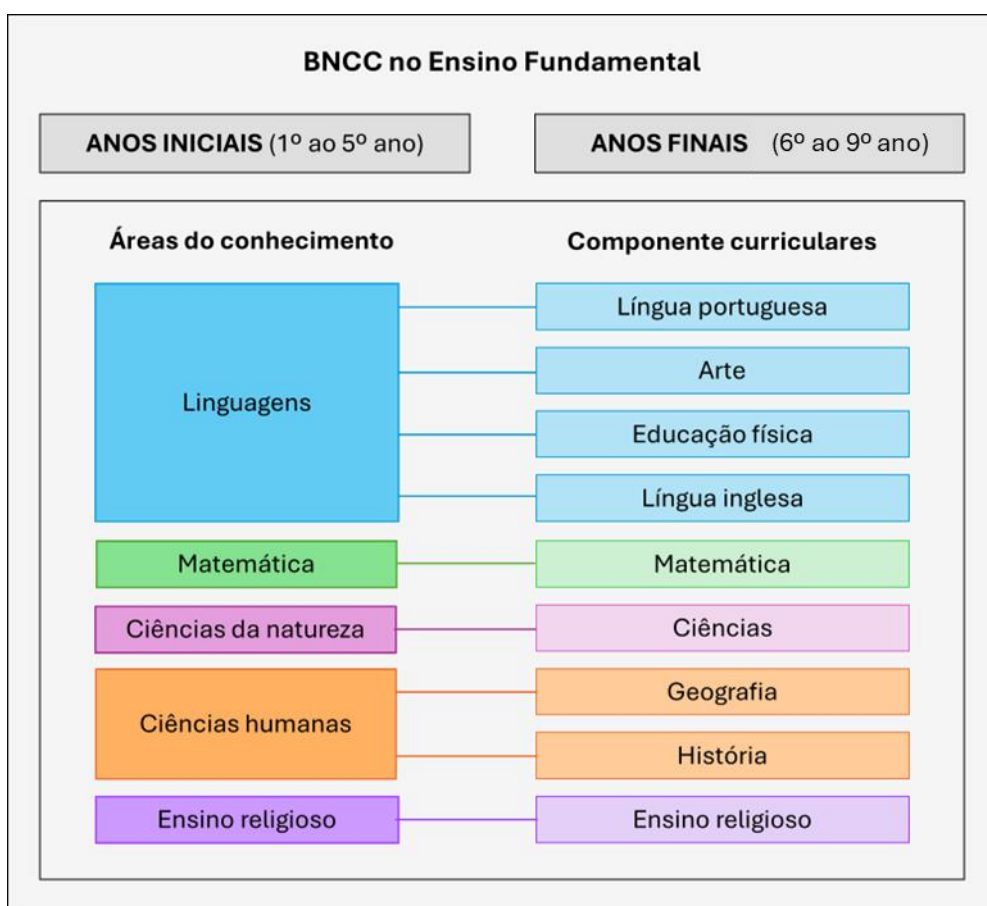 BNCC no Ensino Fundamental
ANOS INICIAIS (1º ao 5º ano)
ANOS FINAIS (6º ao 9º ano)
Áreas do conhecimento
Componente curriculares
Linguagens
Língua portuguesa
Arte
Educação física
Língua inglesa
Matemática
Matemática
Ciências da natureza
Ciências
Ciências humanas
Geografia
História
Ensino religioso
Ensino religioso